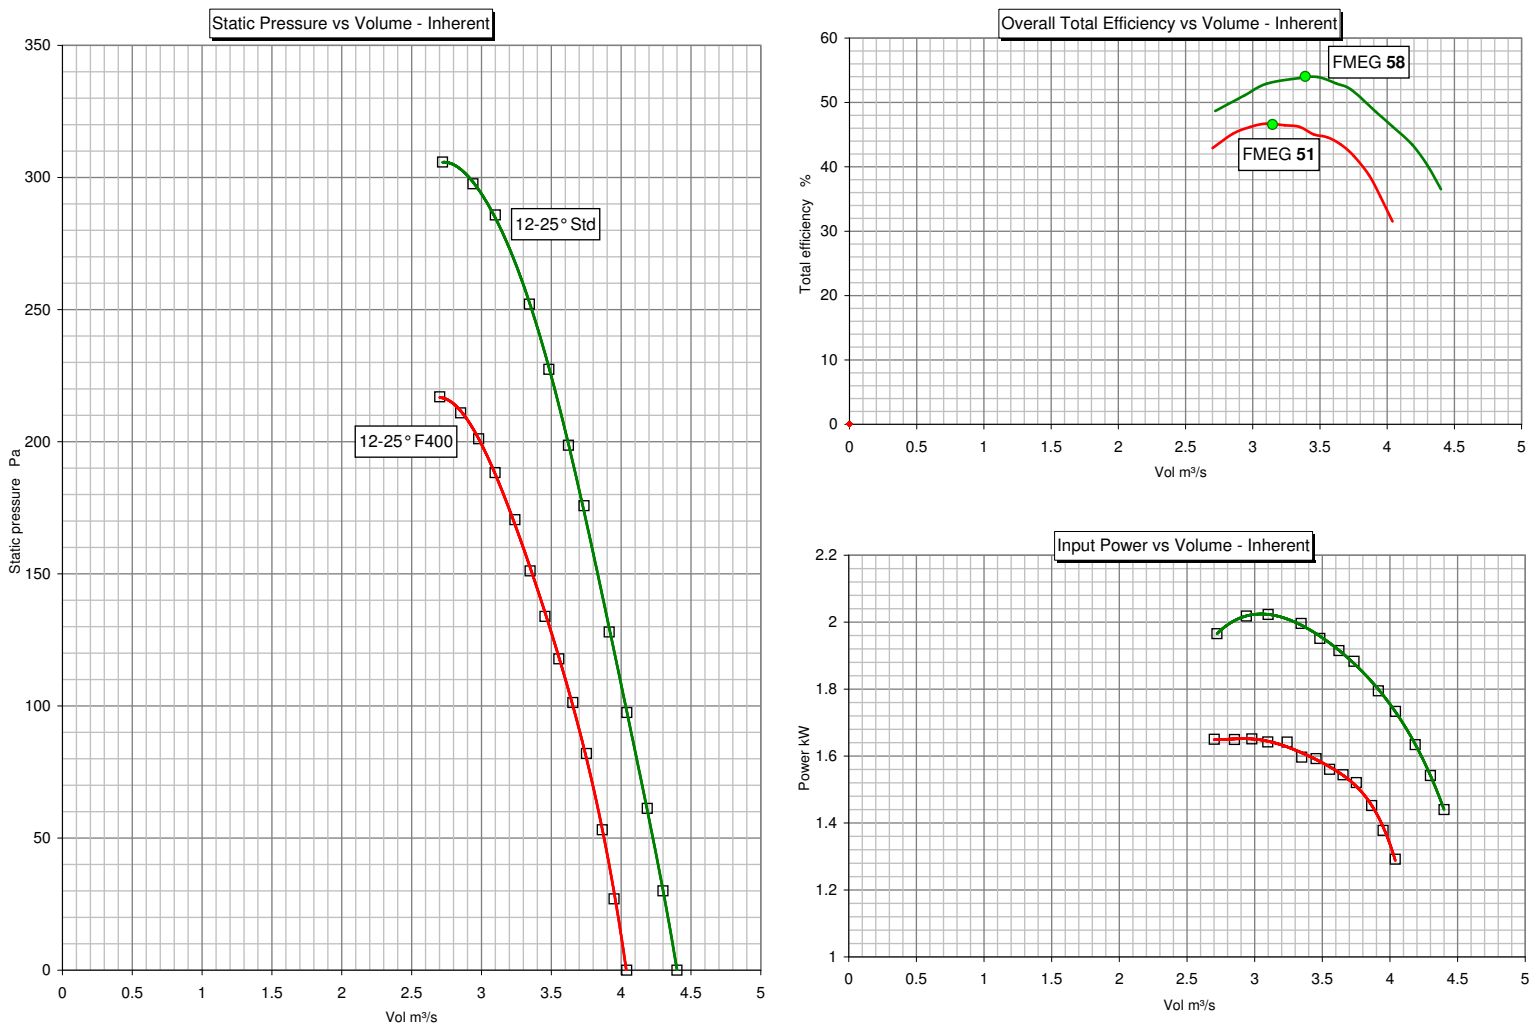 Static Pressure vs Volume - Inherent
350
300
250
200
150
100
50
0
Static pressure Pa
12-25° Std
12-25° F400
0 0.5 1 1.5 2 2.5 3 3.5 4 4.5 5
Vol m³/s
Overall Total Efficiency vs Volume - Inherent
60
50
40
30
20
10
0
Total efficiency %
FMEG 58
FMEG 51
0 0.5 1 1.5 2 2.5 3 3.5 4 4.5 5
Vol m³/s
Input Power vs Volume - Inherent
2.2
2
1.8
1.6
1.4
1.2
1
Power kW
0 0.5 1 1.5 2 2.5 3 3.5 4 4.5 5
Vol m³/s